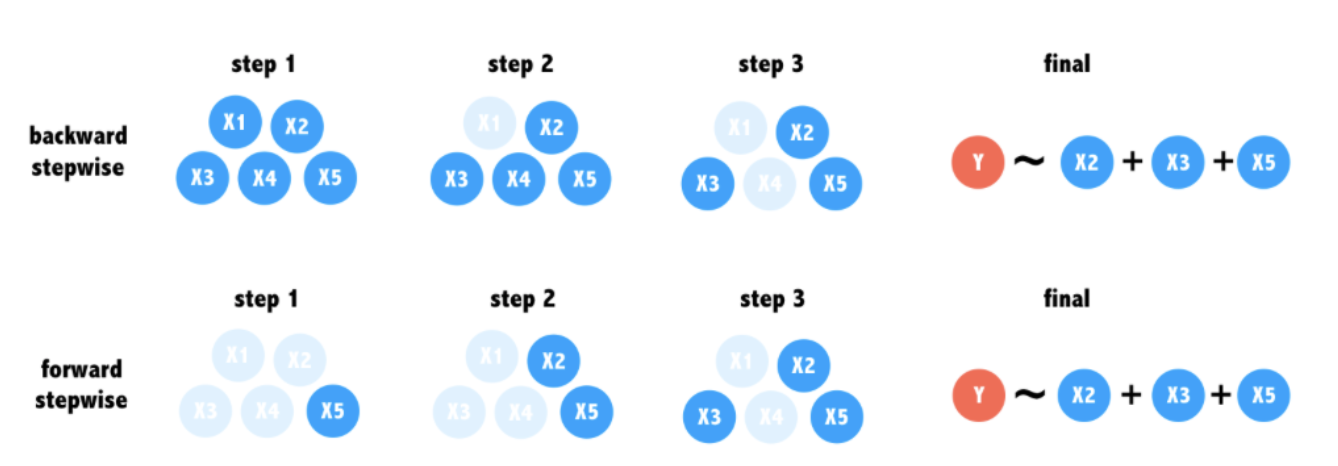 step 1 step 2 step 3 final
backward
stepwise
X1 X2 X1 X2 X1 X2
Y ~ X2 + X3 + X5
X3 X4 X5 X3 X4 X5 X3 X4 X5
step 1 step 2 step 3 final
forward
stepwise
X1 X2 X1 X2 X1 X2
Y ~ X2 + X3 + X5
X3 X4 X5 X3 X4 X5 X3 X4 X5